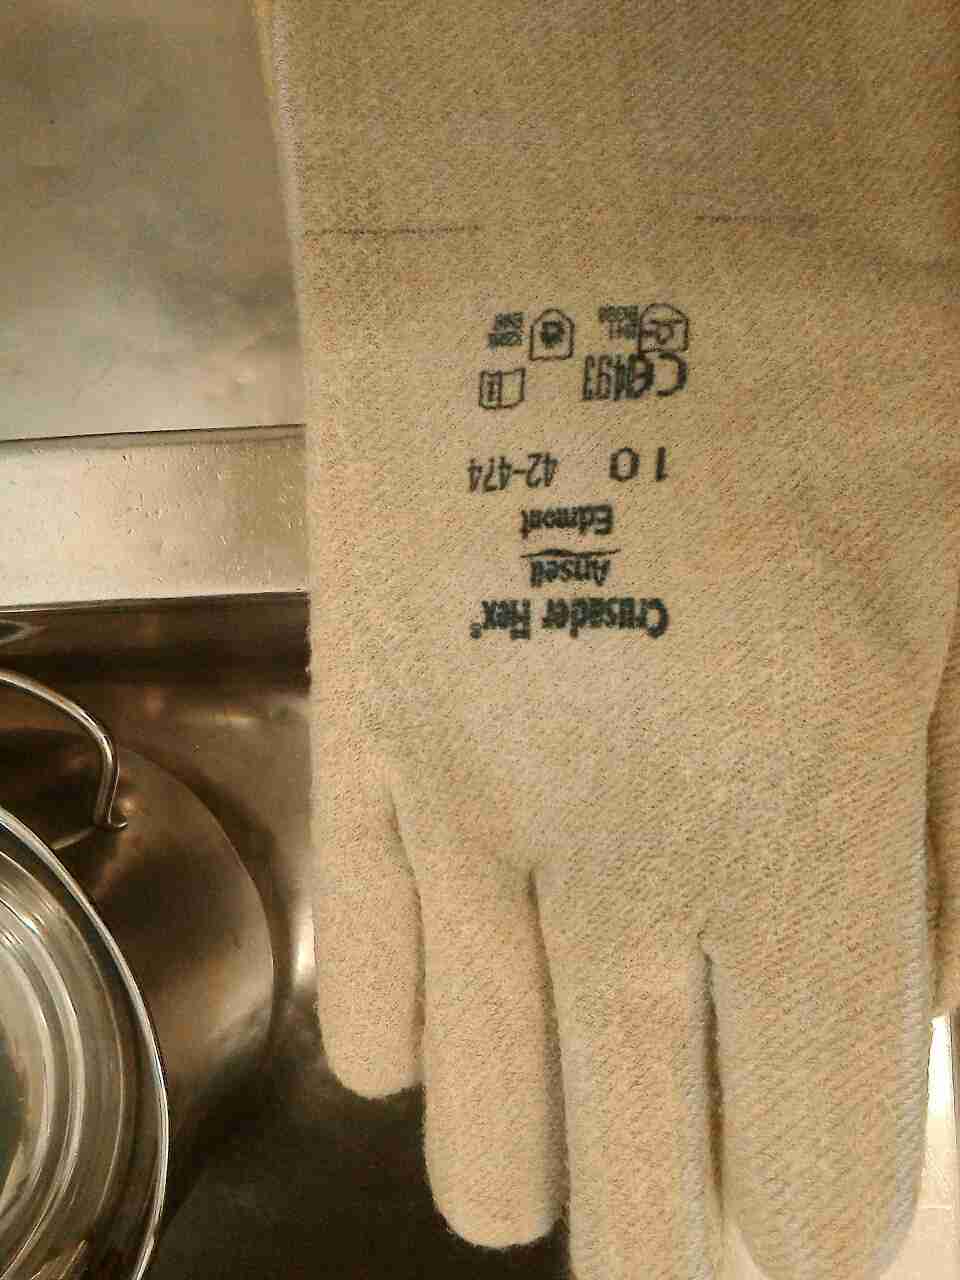 Crusader Flex®
Ansell
Edmont
10 42-474
CE0493